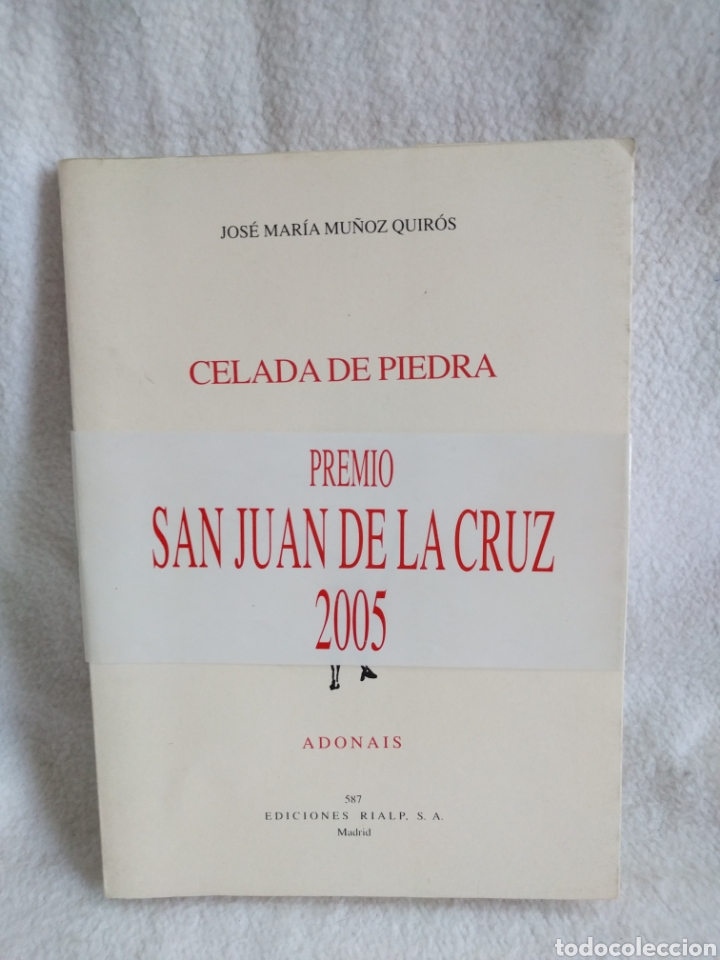 JOSÉ MARÍA MUÑOZ QUIRÓS
CELADA DE PIEDRA
PREMIO
SAN JUAN DE LA CRUZ
2005
ADONAIS
587
EDICIONES RIALP, S. A.
Madrid
todocoleccion